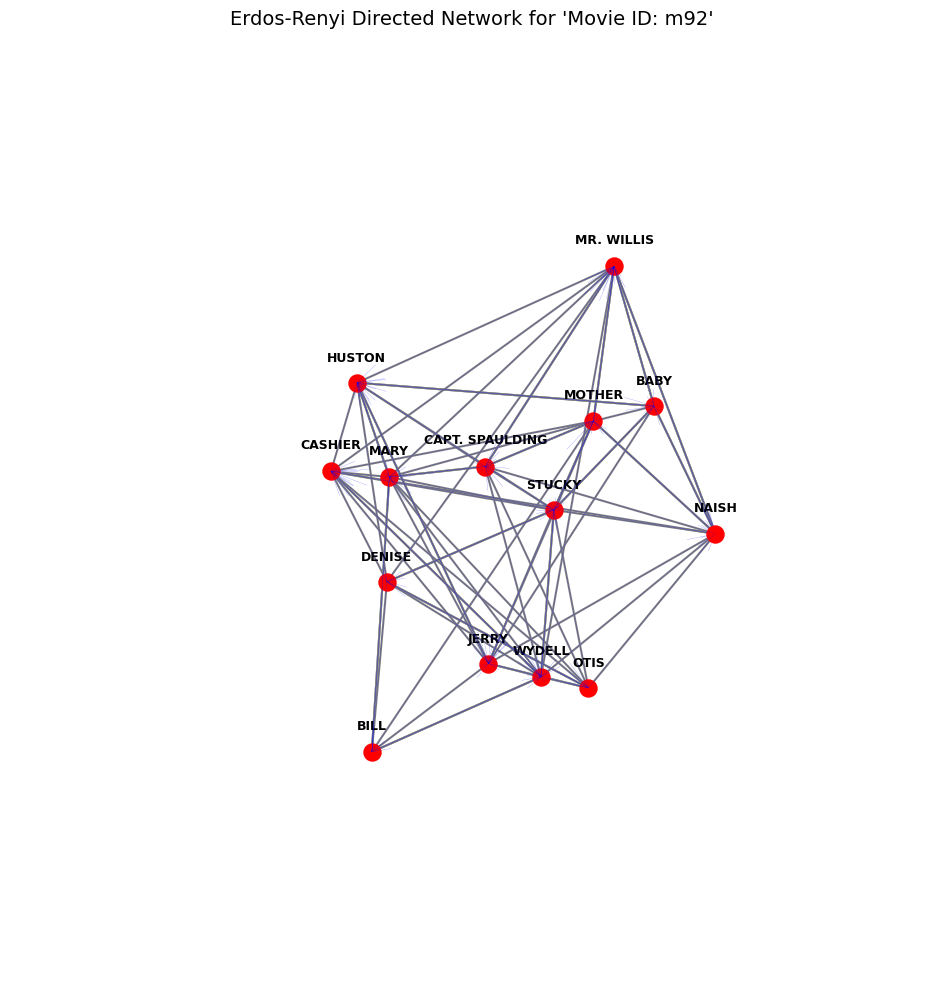 Erdos-Renyi Directed Network for 'Movie ID: m92'
MR. WILLIS
HUSTON
BABY
MOTHER
CAPT. SPAULDING
CASHIER
MARY
STUCKY
NAISH
DENISE
JERRY
WYDELL
OTIS
BILL